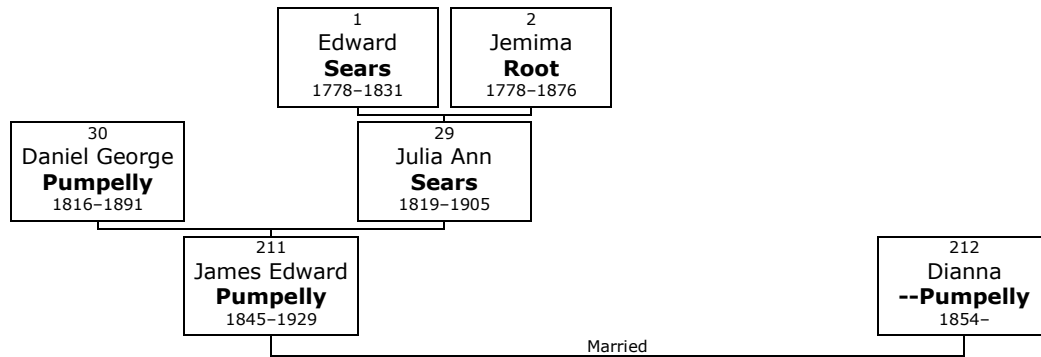 1
Edward
Sears
1778–1831
2
Jemima
Root
1778–1876
30
Daniel George
Pumpelly
1816–1891
29
Julia Ann
Sears
1819–1905
211
James Edward
Pumpelly
1845–1929
212
Dianna
--Pumpelly
1854–
Married